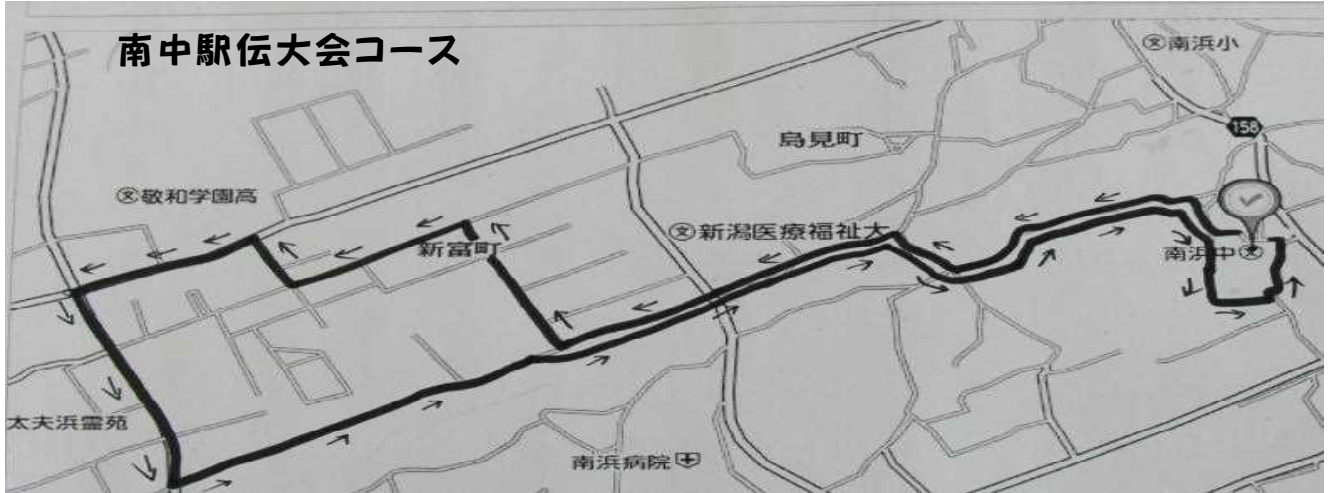 南中駅伝大会コース
南浜小
158
島見町
敬和学園高
新潟医療福祉大
新富町
南浜中
太夫浜霊苑
南浜病院